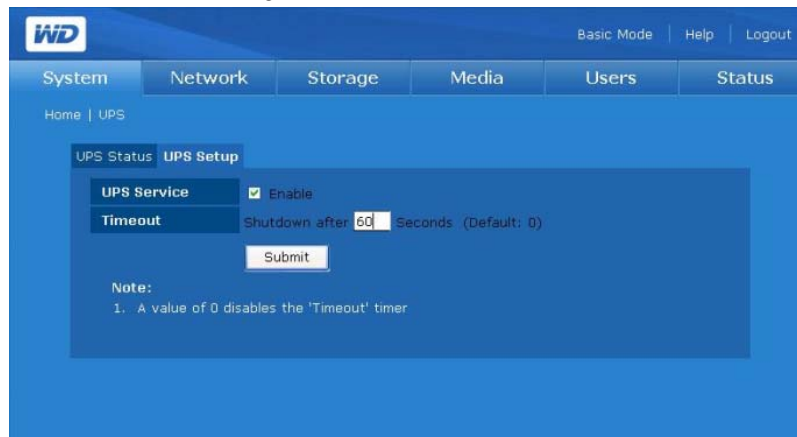 WD
Basic Mode | Help | Logout
System Network Storage Media Users Status
Home | UPS
UPS Status UPS Setup
UPS Service Enable
Timeout Shutdown after 60 Seconds (Default: 0)
Submit
Note:
1. A value of 0 disables the 'Timeout' timer